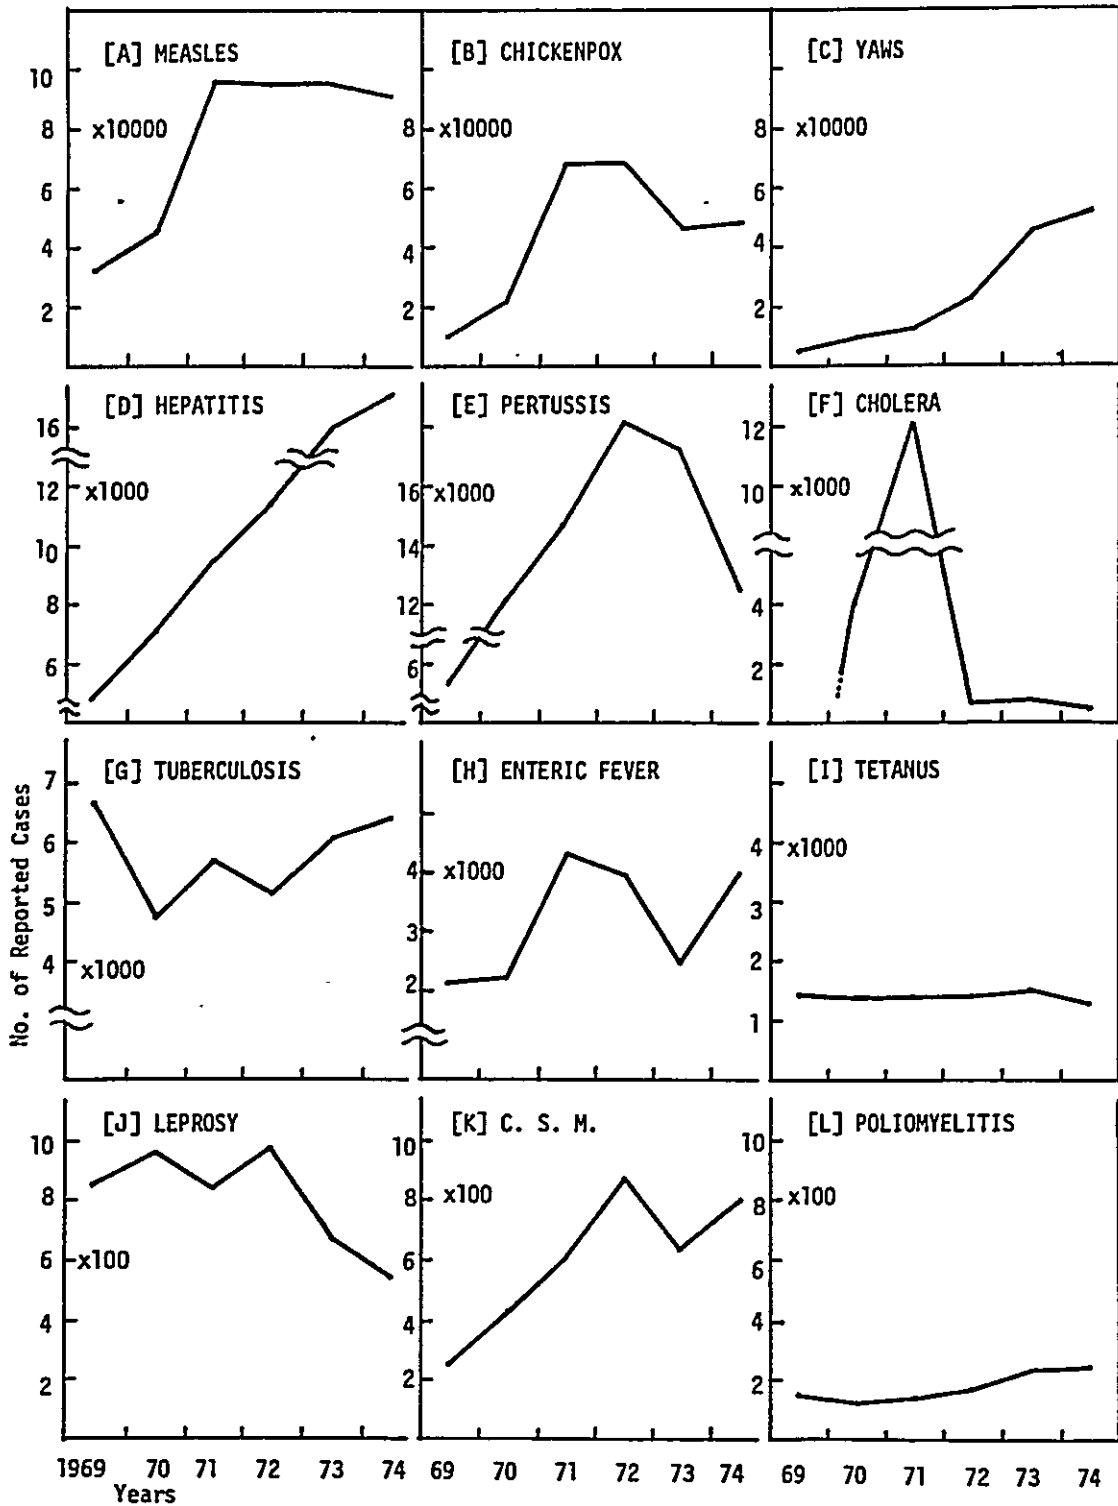 [A] MEASLES
10
x10000
8
6
4
2
[B] CHICKENPOX
8
x10000
6
4
2
[C] YAWS
8
x10000
6
4
2
[D] HEPATITIS
16
12
x1000
10
8
6
[E] PERTUSSIS
16
x1000
14
12
6
[F] CHOLERA
12
10
x1000
4
2
No. of Reported Cases
[G] TUBERCULOSIS
7
6
5
4
x1000
[H] ENTERIC FEVER
4
x1000
3
2
[I] TETANUS
4
x1000
3
2
1
[J] LEPROSY
10
8
6
x100
4
2
[K] C. S. M.
10
8
x100
6
4
2
[L] POLIOMYELITIS
10
8
x100
6
4
2
1969 70 71 72 73 74
69 70 71 72 73 74
69 70 71 72 73 74
Years